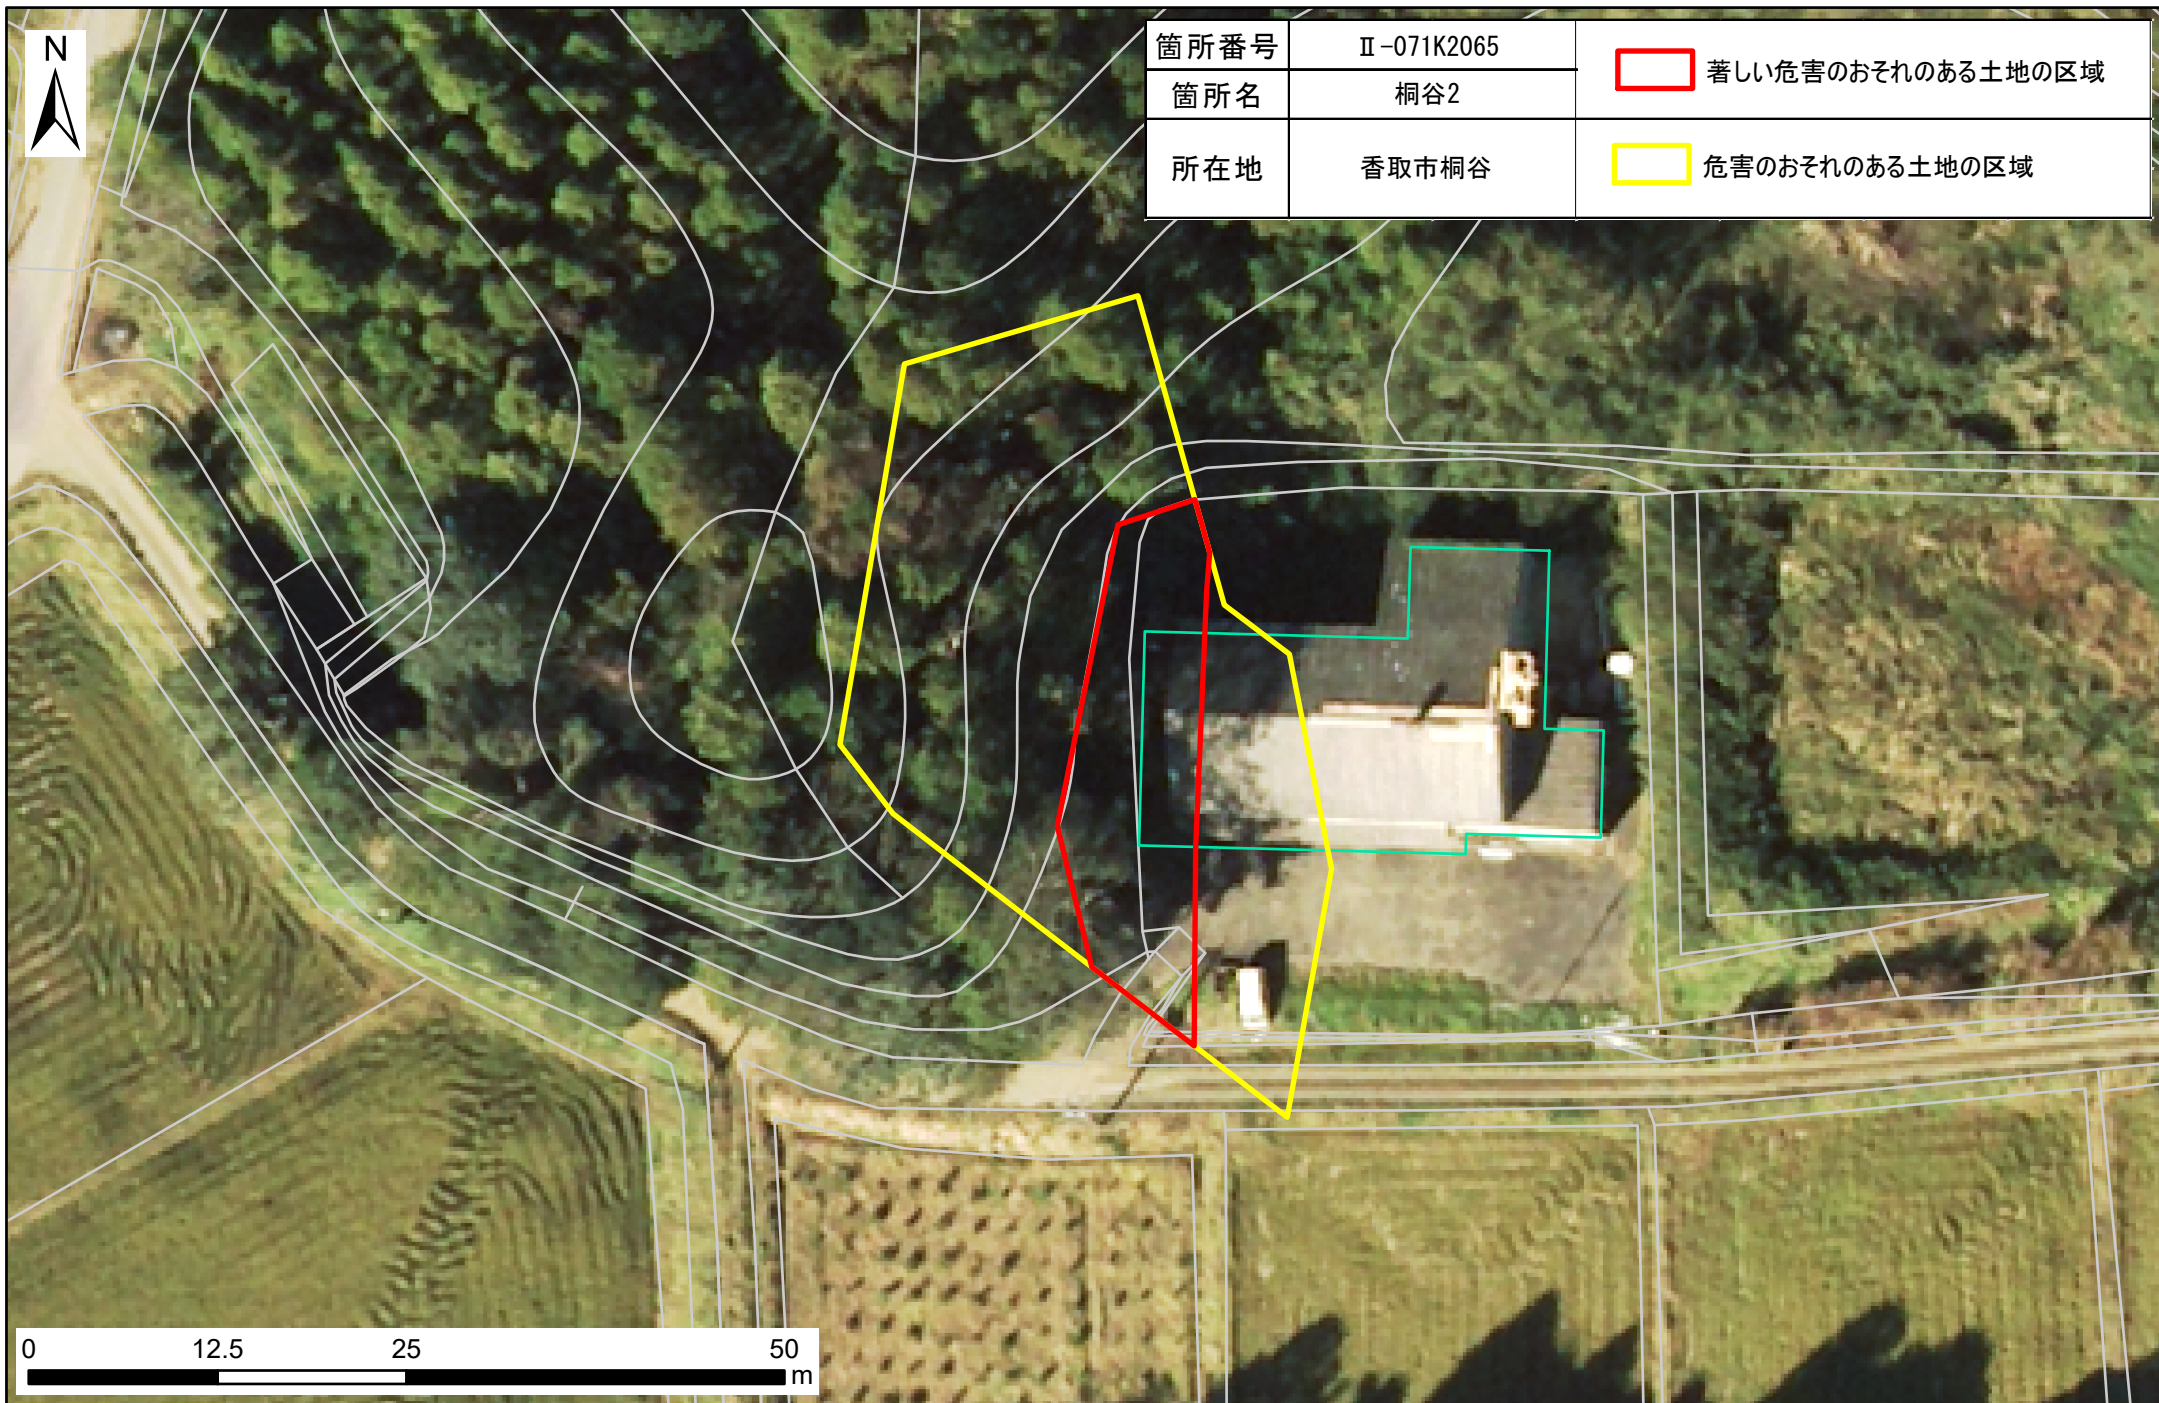 N
箇所番号 Ⅱ-071K2065
箇所名 桐谷2
所在地 香取市桐谷
著しい危害のおそれのある土地の区域
危害のおそれのある土地の区域
0 12.5 25 50
m